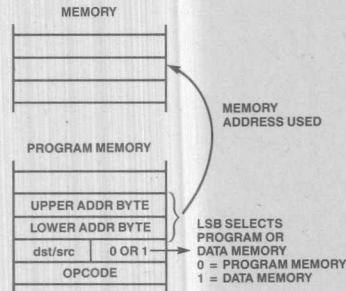 MEMORY
MEMORY
ADDRESS USED
PROGRAM MEMORY
UPPER ADDR BYTE
LOWER ADDR BYTE
dst/src 0 OR 1
OPCODE
LSB SELECTS
PROGRAM OR
DATA MEMORY
0 = PROGRAM MEMORY
1 = DATA MEMORY